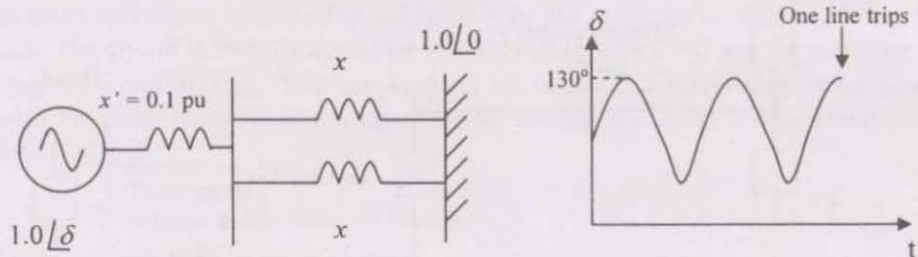 x' = 0.1 pu
1.0∠δ
x
x
1.0∠0
δ
130°
One line trips
t